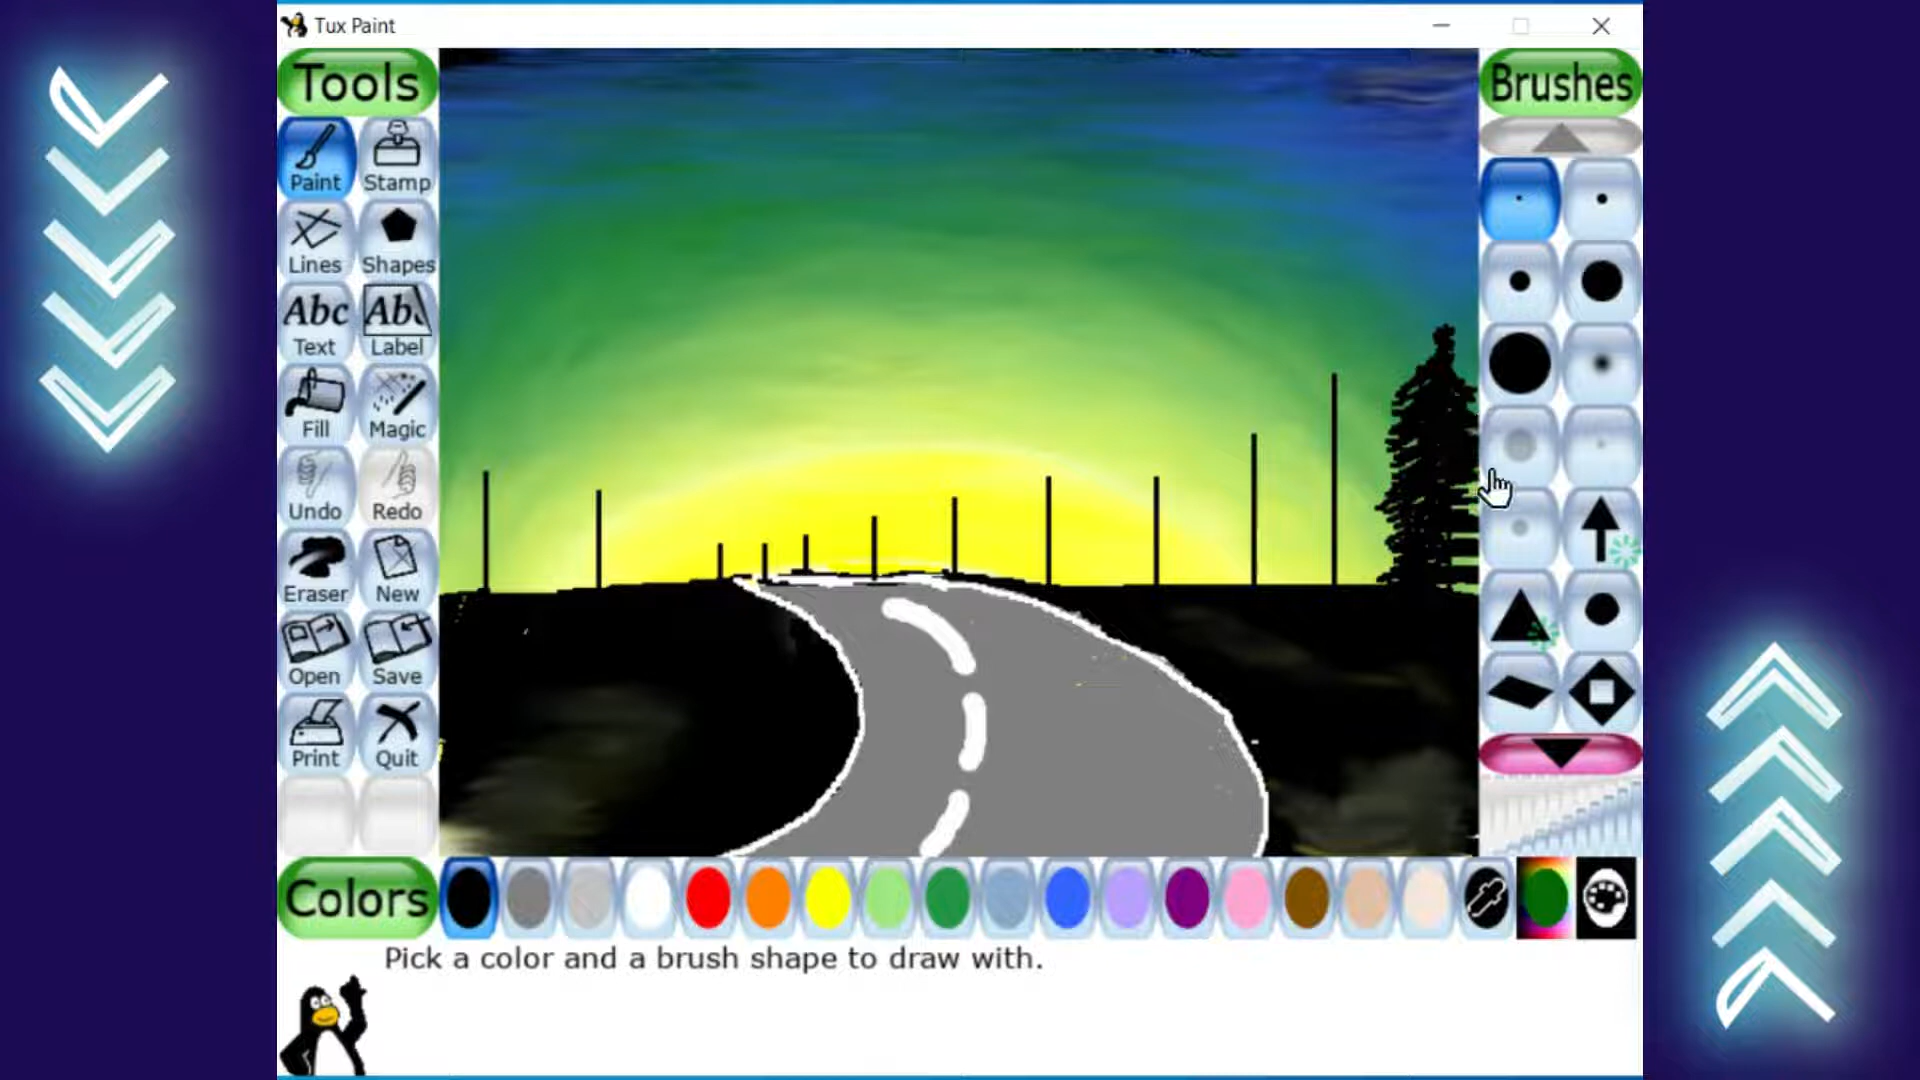 Tux Paint
Tools
Brushes
Paint
Stamp
Lines
Shapes
Abc
Abc
Text
Label
Fill
Magic
Undo
Redo
Eraser
New
Open
Save
Print
Quit
Colors
Pick a color and a brush shape to draw with.